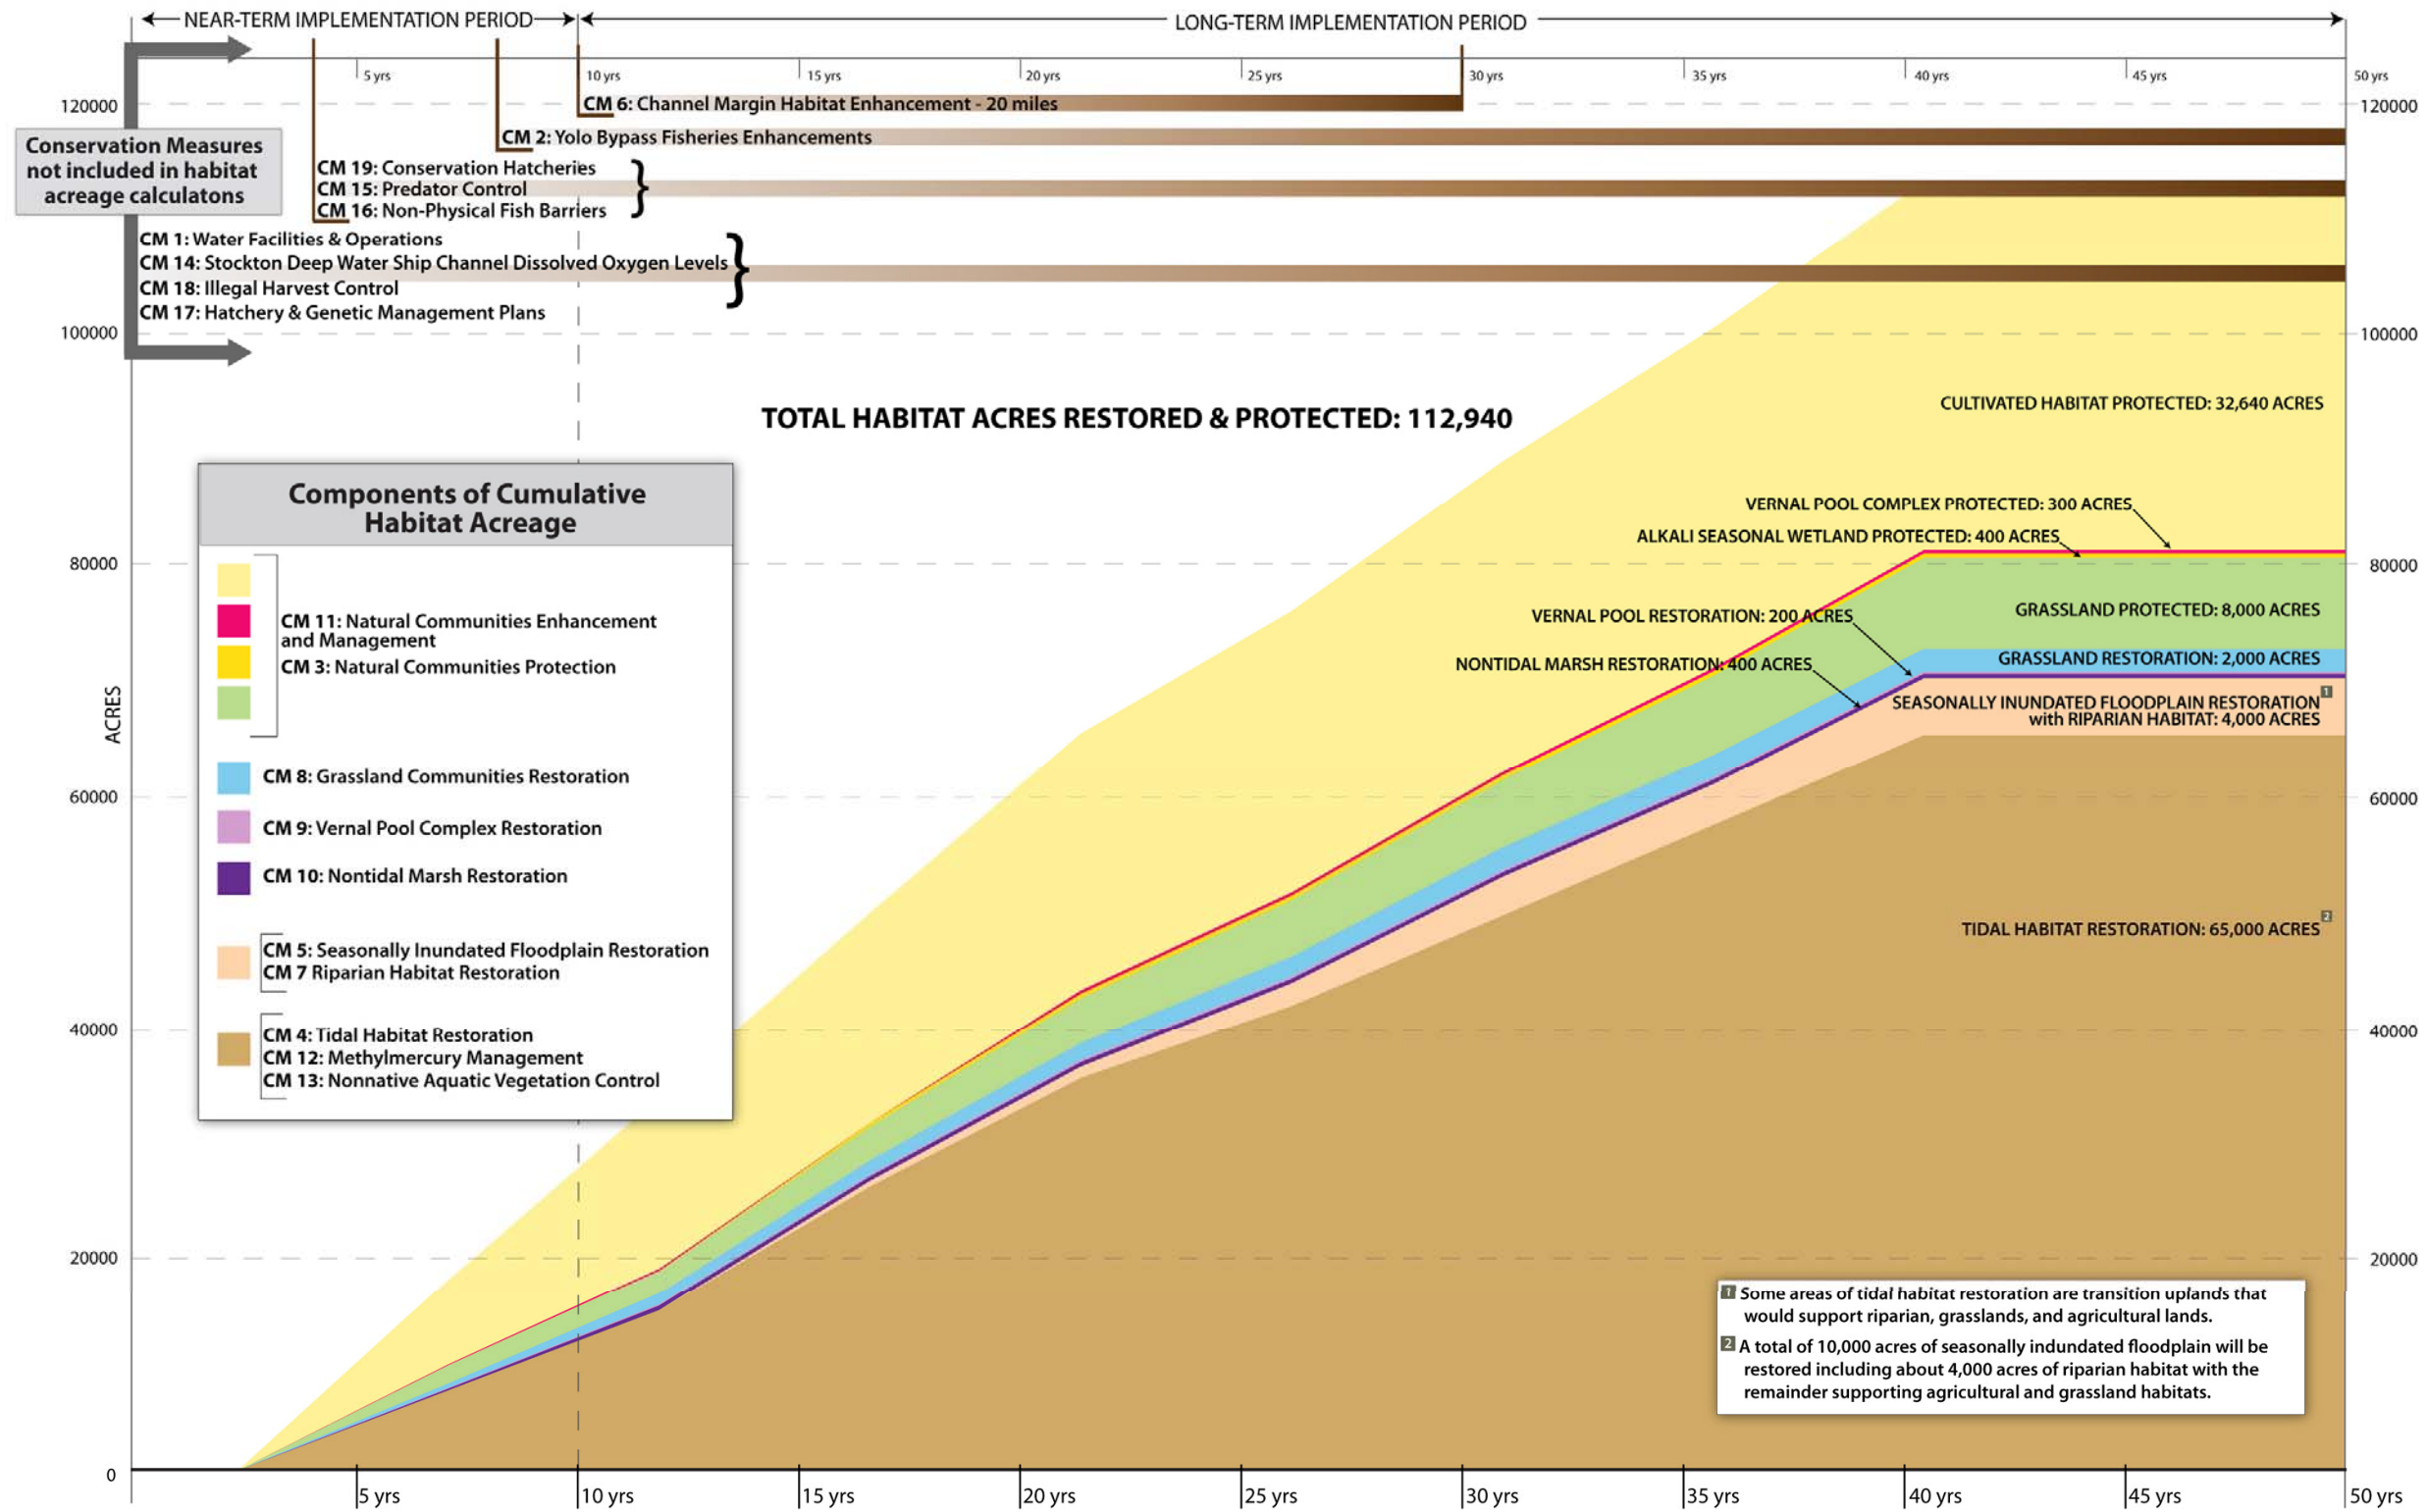 NEAR-TERM IMPLEMENTATION PERIOD
LONG-TERM IMPLEMENTATION PERIOD
5 yrs
10 yrs
15 yrs
20 yrs
25 yrs
30 yrs
35 yrs
40 yrs
45 yrs
50 yrs
120000
CM 6: Channel Margin Habitat Enhancement - 20 miles
120000
CM 2: Yolo Bypass Fisheries Enhancements
Conservation Measures
not included in habitat
acreage calculatons
CM 19: Conservation Hatcheries
CM 15: Predator Control
CM 16: Non-Physical Fish Barriers
}
CM 1: Water Facilities & Operations
CM 14: Stockton Deep Water Ship Channel Dissolved Oxygen Levels
CM 18: Illegal Harvest Control
CM 17: Hatchery & Genetic Management Plans
}
100000
100000
TOTAL HABITAT ACRES RESTORED & PROTECTED: 112,940
CULTIVATED HABITAT PROTECTED: 32,640 ACRES
VERNAL POOL COMPLEX PROTECTED: 300 ACRES
ALKALI SEASONAL WETLAND PROTECTED: 400 ACRES
80000
80000
VERNAL POOL RESTORATION: 200 ACRES
GRASSLAND PROTECTED: 8,000 ACRES
NONTIDAL MARSH RESTORATION: 400 ACRES
GRASSLAND RESTORATION: 2,000 ACRES
SEASONALLY INUNDATED FLOODPLAIN RESTORATION 1
with RIPARIAN HABITAT: 4,000 ACRES
TIDAL HABITAT RESTORATION: 65,000 ACRES 2
Components of Cumulative
Habitat Acreage
CM 11: Natural Communities Enhancement
and Management
CM 3: Natural Communities Protection
CM 8: Grassland Communities Restoration
CM 9: Vernal Pool Complex Restoration
CM 10: Nontidal Marsh Restoration
CM 5: Seasonally Inundated Floodplain Restoration
CM 7 Riparian Habitat Restoration
CM 4: Tidal Habitat Restoration
CM 12: Methylmercury Management
CM 13: Nonnative Aquatic Vegetation Control
ACRES
60000
60000
40000
40000
20000
20000
1 Some areas of tidal habitat restoration are transition uplands that
would support riparian, grasslands, and agricultural lands.
2 A total of 10,000 acres of seasonally indundated floodplain will be
restored including about 4,000 acres of riparian habitat with the
remainder supporting agricultural and grassland habitats.
0
5 yrs
10 yrs
15 yrs
20 yrs
25 yrs
30 yrs
35 yrs
40 yrs
45 yrs
50 yrs